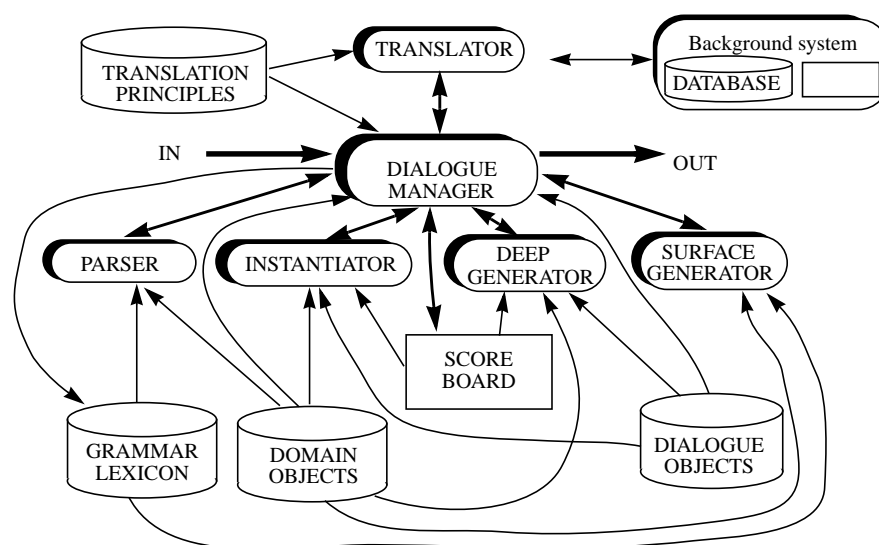 TRANSLATION
PRINCIPLES
TRANSLATOR
Background system
DATABASE
IN
DIALOGUE
MANAGER
OUT
PARSER
INSTANTIATOR
DEEP
GENERATOR
SURFACE
GENERATOR
SCORE
BOARD
GRAMMAR
LEXICON
DOMAIN
OBJECTS
DIALOGUE
OBJECTS